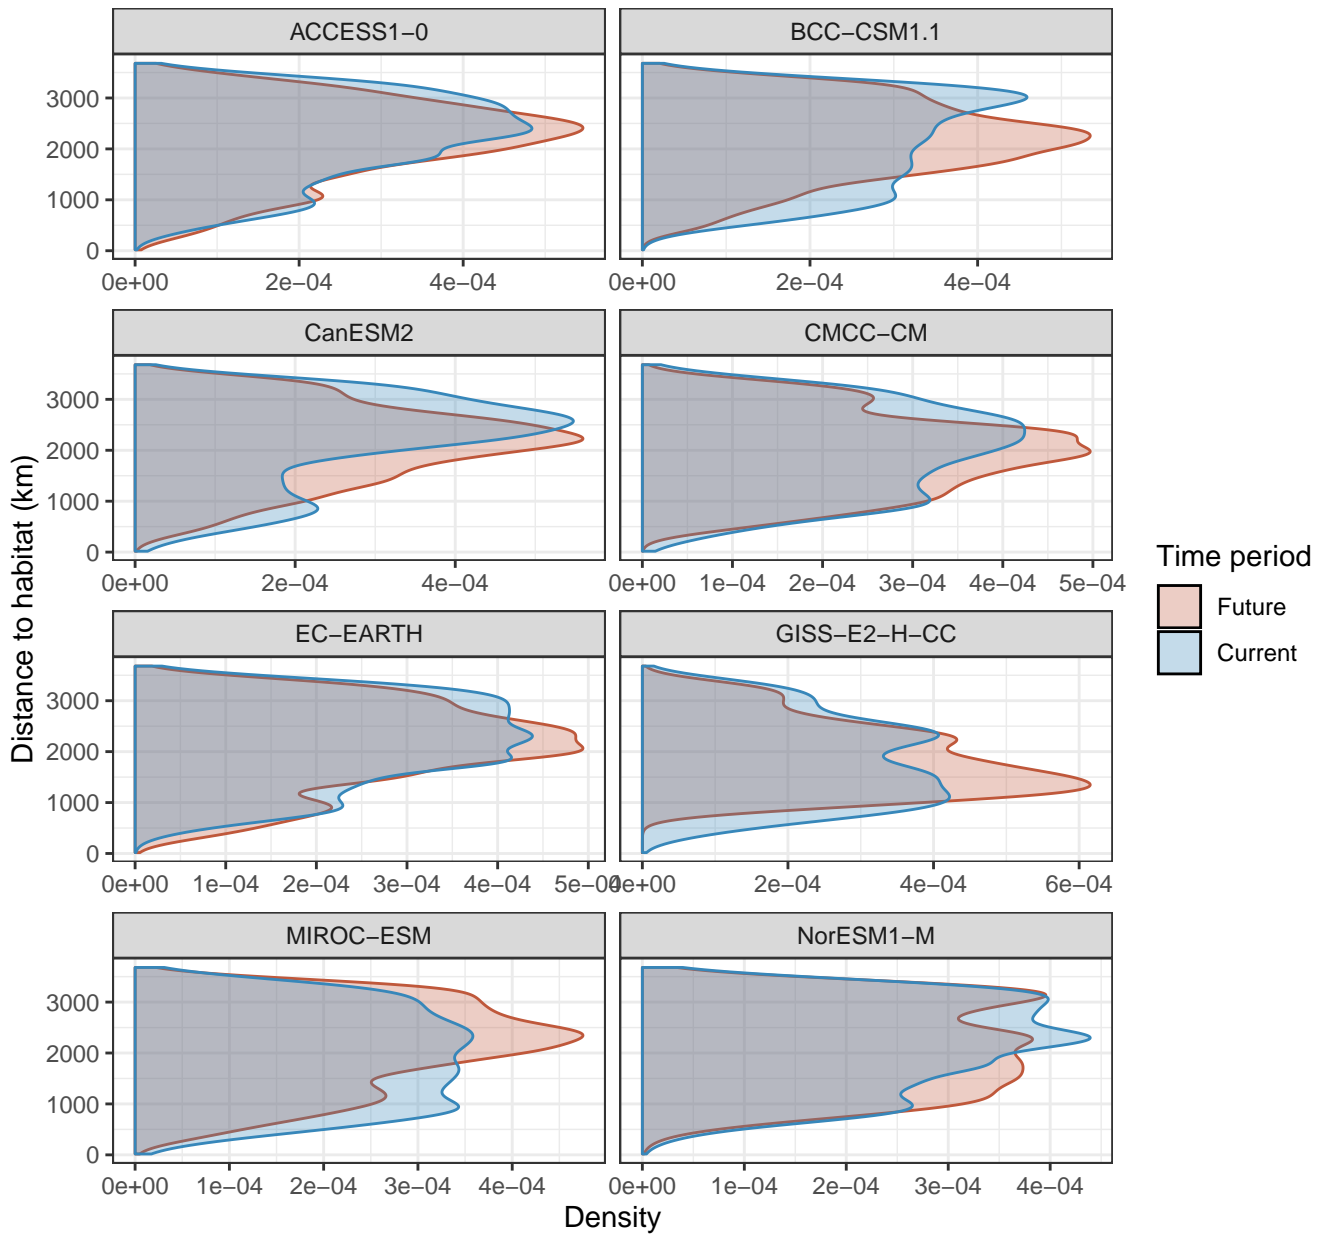 ACCESS1−0
BCC−CSM1.1
3000
2000
1000
0
0e+00 2e−04 4e−04
0e+00 2e−04 4e−04
CanESM2
CMCC−CM
3000
2000
1000
0
0e+00 2e−04 4e−04
0e+00 1e−04 2e−04 3e−04 4e−04 5e−04
EC−EARTH
GISS−E2−H−CC
3000
2000
1000
0
0e+00 1e−04 2e−04 3e−04 4e−04 5e−04
0e+00 2e−04 4e−04 6e−04
MIROC−ESM
NorESM1−M
3000
2000
1000
0
0e+00 1e−04 2e−04 3e−04 4e−04
0e+00 1e−04 2e−04 3e−04 4e−04
Density
Distance to habitat (km)
Time period
Future
Current